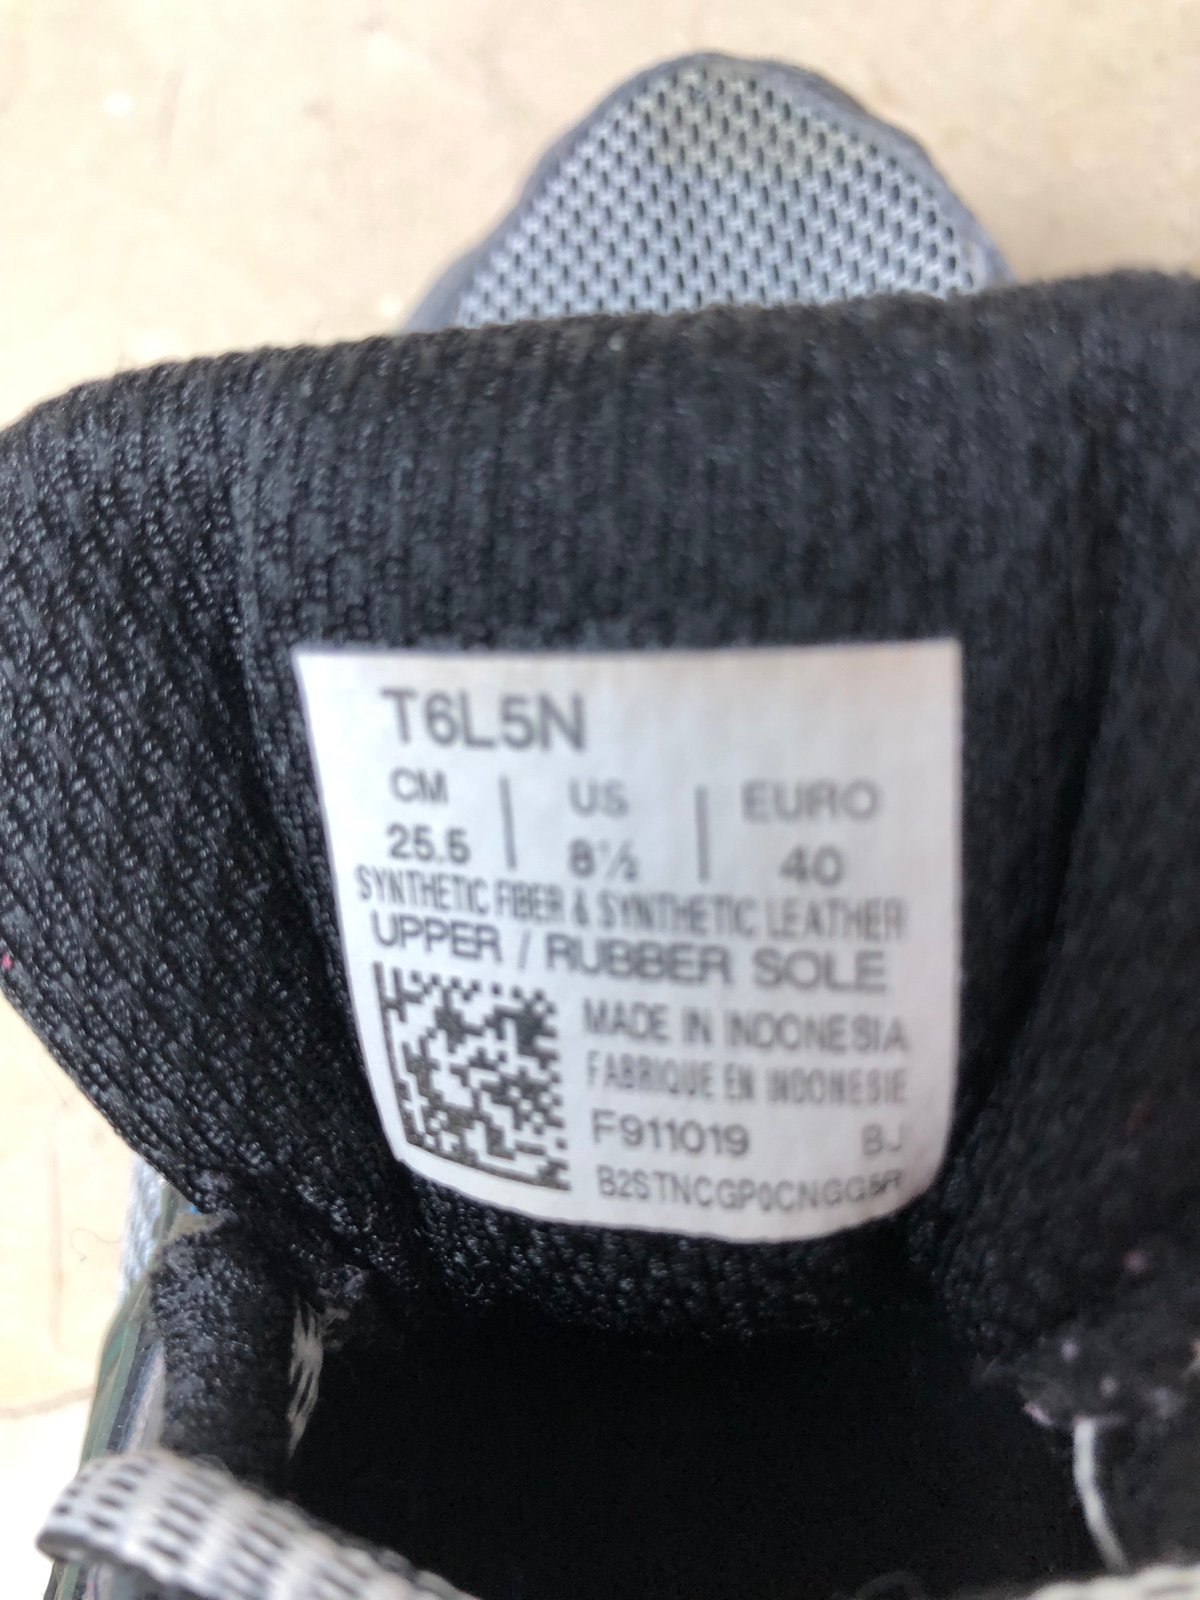 T6L5N
CM | US | EURO
25.5 | 8½ | 40
SYNTHETIC FIBER & SYNTHETIC LEATHER
UPPER / RUBBER SOLE
MADE IN INDONESIA
FABRIQUE EN INDONESIE
F911019 BJ